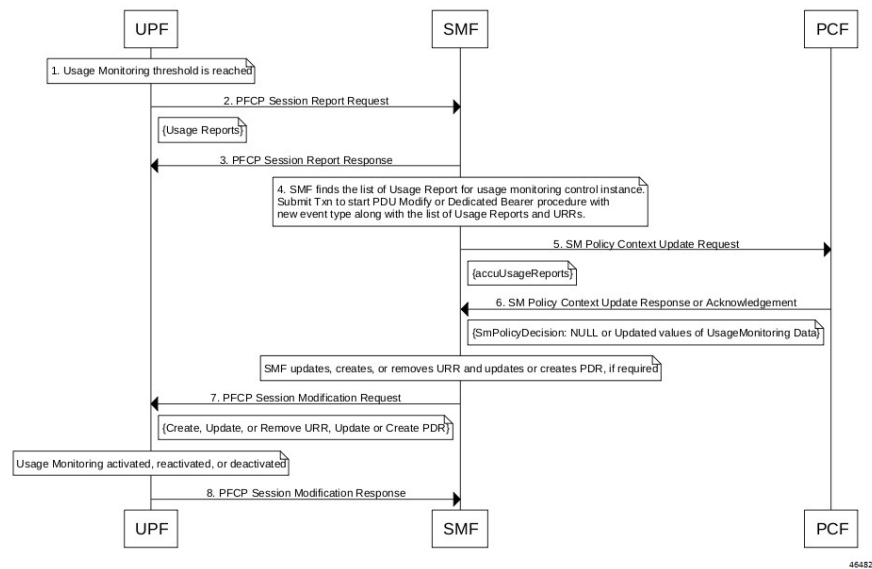 UPF
SMF
PCF
1. Usage Monitoring threshold is reached
2. PFCP Session Report Request
{Usage Reports}
3. PFCP Session Report Response
4. SMF finds the list of Usage Report for usage monitoring control instance.
Submit Txn to start PDU Modify or Dedicated Bearer procedure with
new event type along with the list of Usage Reports and URRs.
5. SM Policy Context Update Request
{accuUsageReports}
6. SM Policy Context Update Response or Acknowledgement
{SmPolicyDecision: NULL or Updated values of UsageMonitoring Data}
SMF updates, creates, or removes URR and updates or creates PDR, if required
7. PFCP Session Modification Request
{Create, Update, or Remove URR, Update or Create PDR}
Usage Monitoring activated, reactivated, or deactivated
8. PFCP Session Modification Response
UPF
SMF
PCF
46482